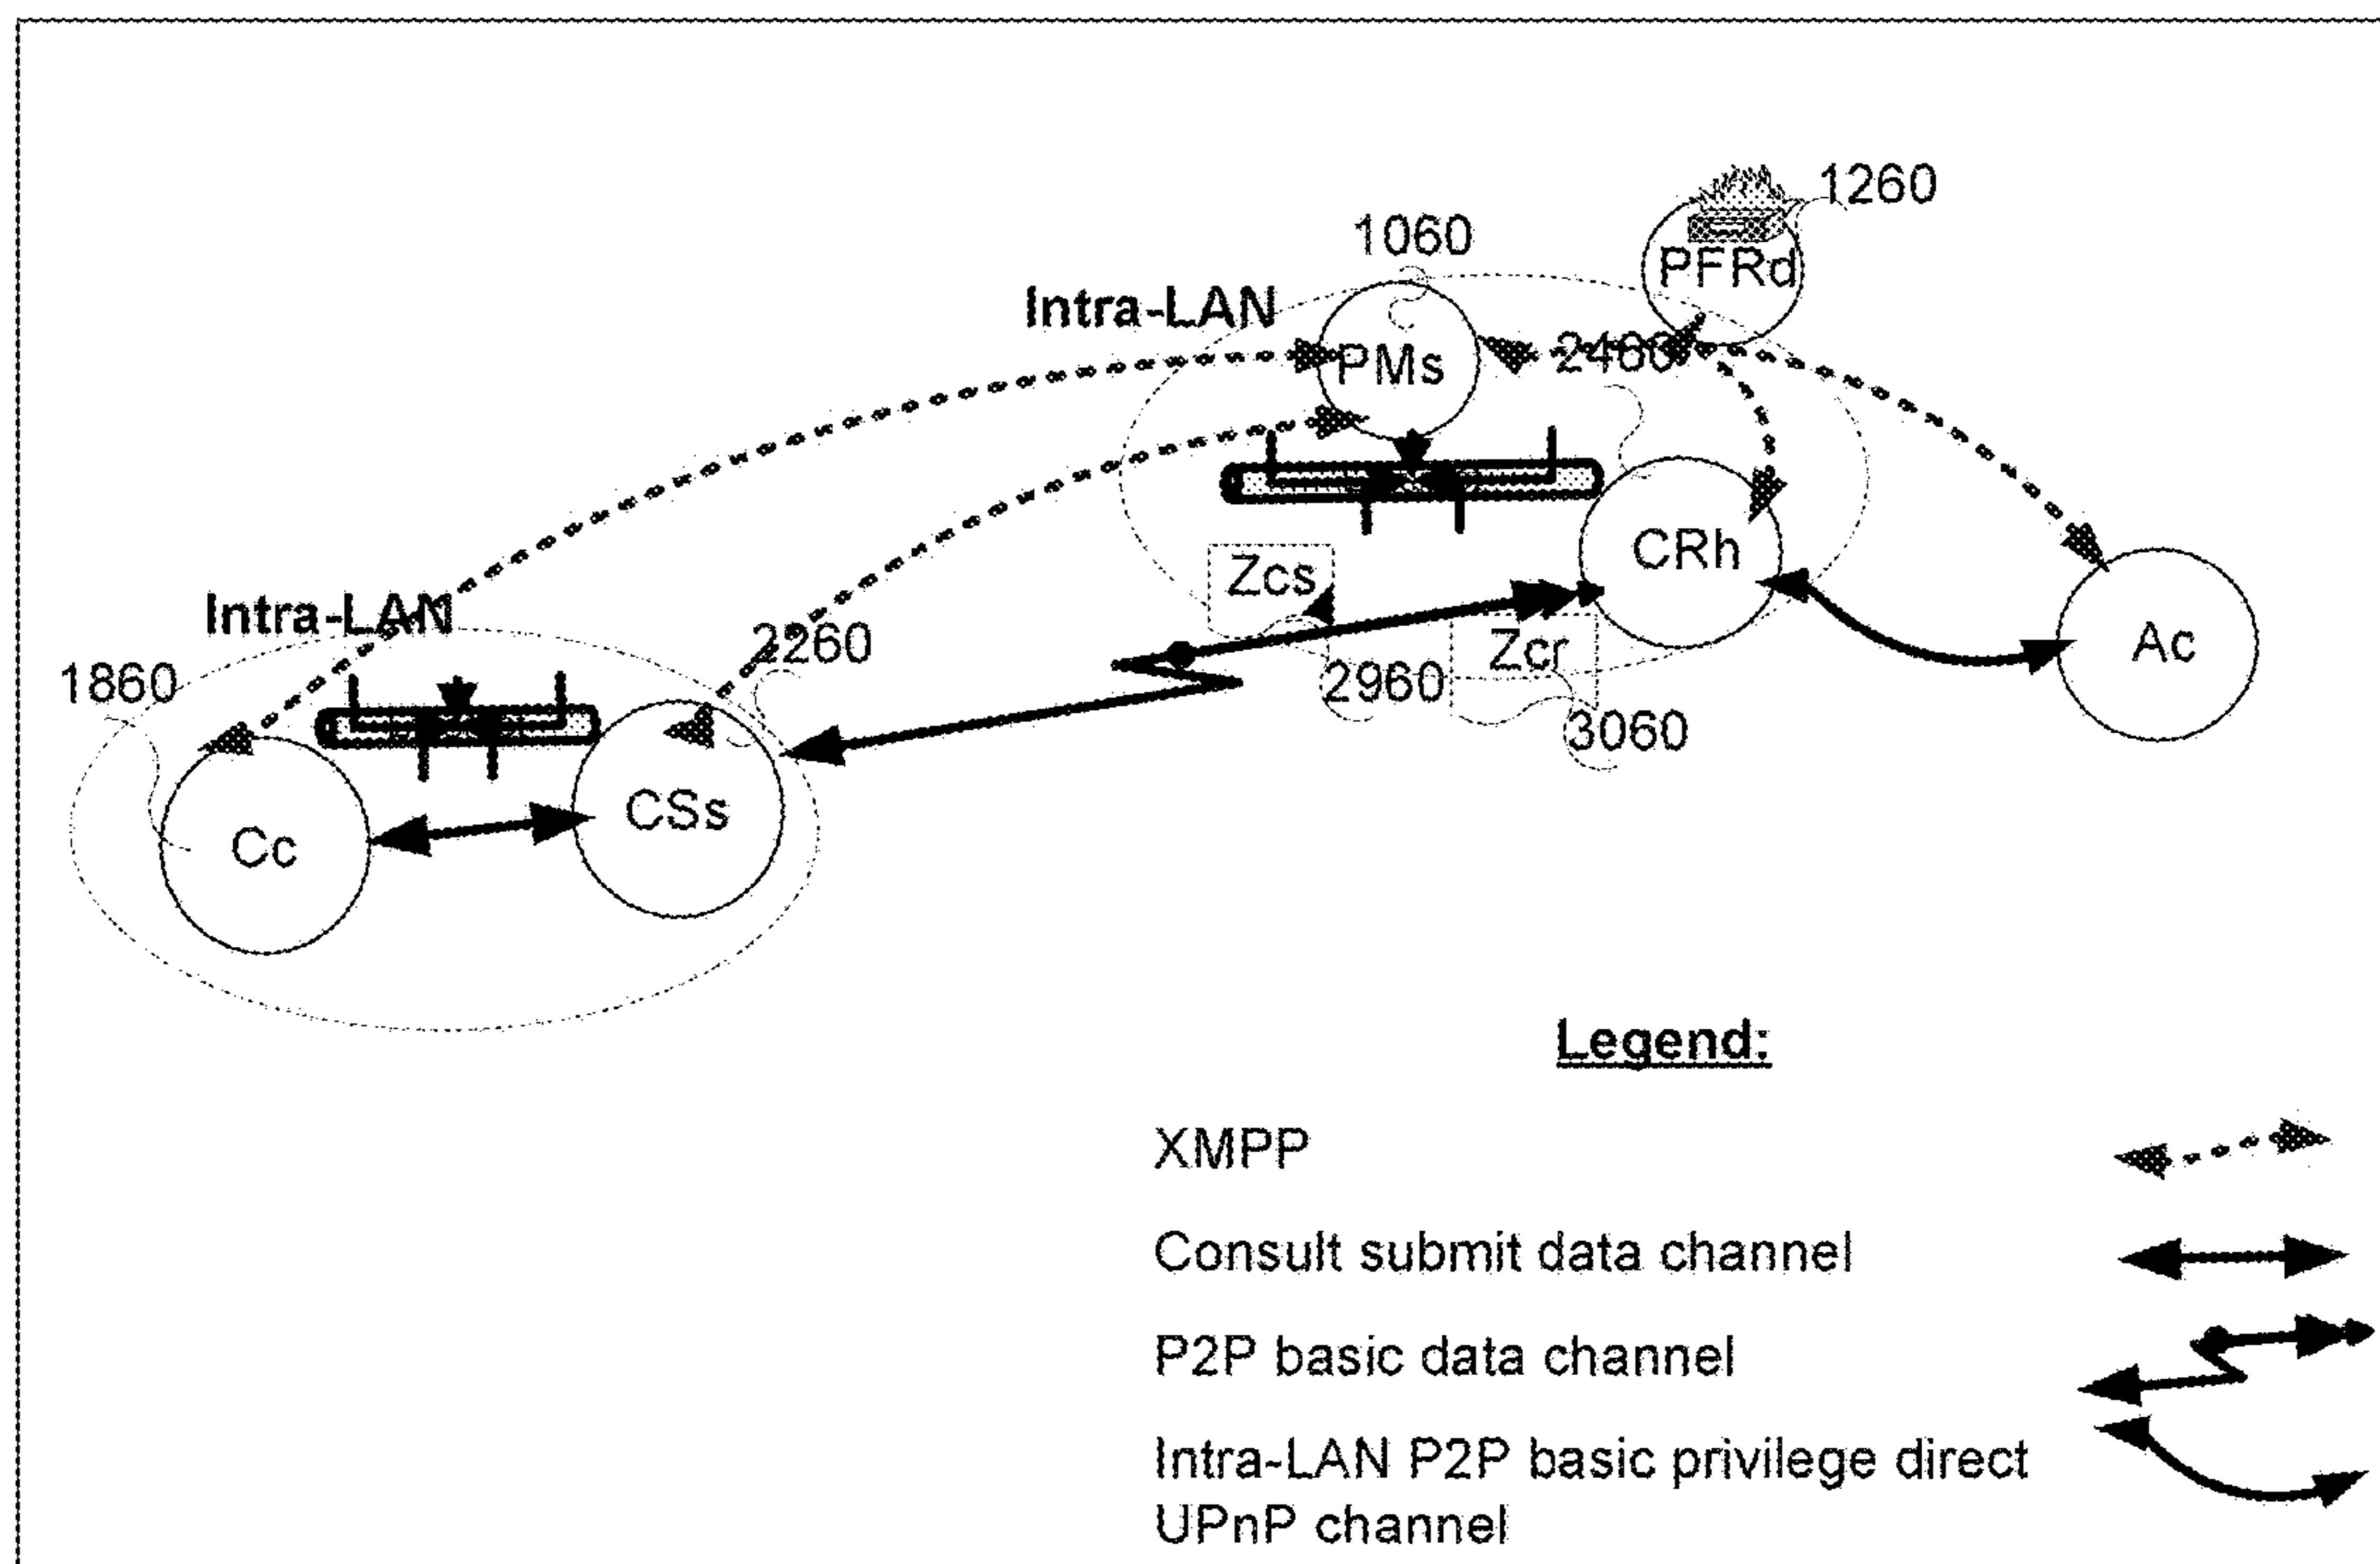 1260
1060
PFRd
Intra-LAN
2460
PMs
CRh
Zcs
Intra-LAN
2260
Zcr
Ac
1860
2960
3060
CSs
Cc
Legend:
XMPP
Consult submit data channel
P2P basic data channel
Intra-LAN P2P basic privilege direct
UPnP channel